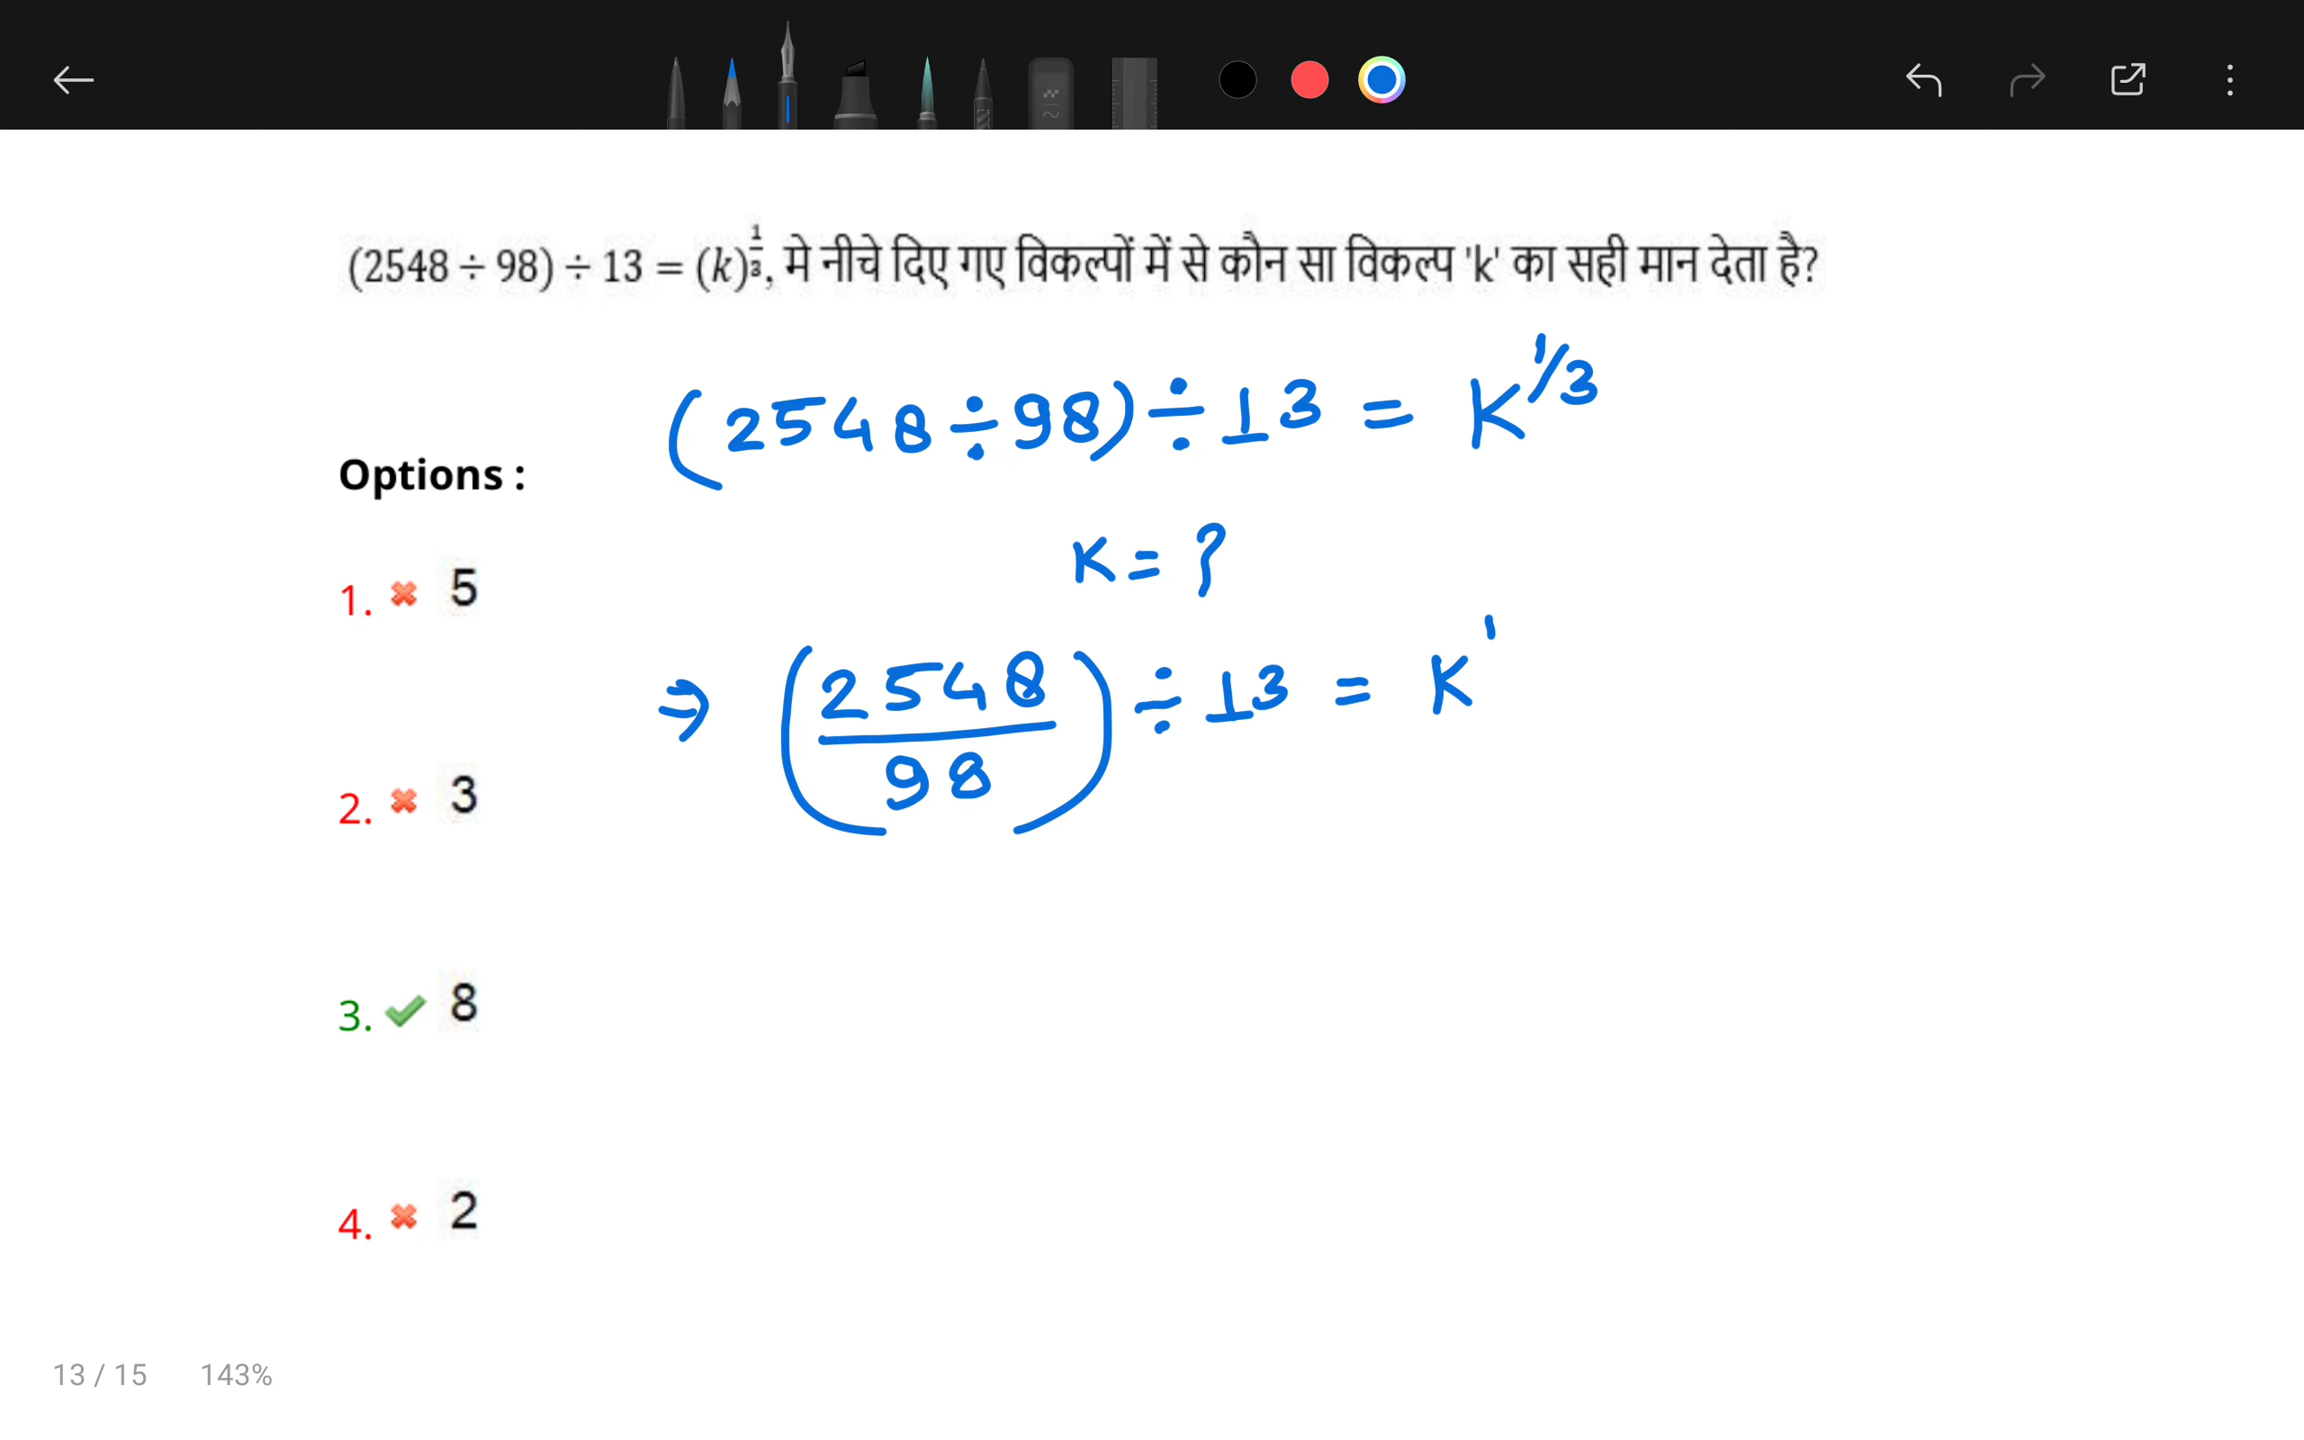 (2548 ÷ 98) ÷ 13 = (k)^{1/3}, मे नीचे दिए गए विकल्पों में से कौन सा विकल्प 'k' का सही मान देता है?
(2548÷98)÷13 = K^{1/3}
Options :
K = ?
1. ✖ 5
⇒ (2548/98) ÷ 13 = K^{1}
2. ✖ 3
3. ✔ 8
4. ✖ 2
13 / 15 143%